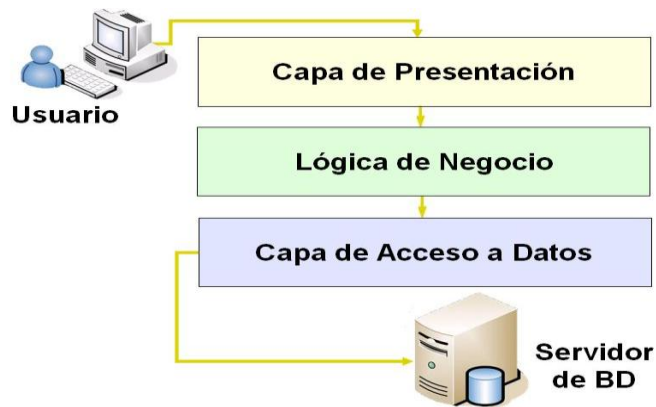 Usuario
Capa de Presentación
Lógica de Negocio
Capa de Acceso a Datos
Servidor
de BD